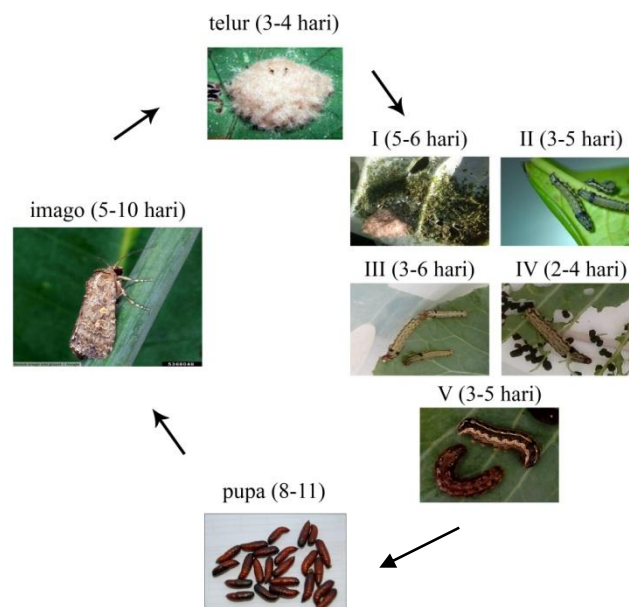 telur (3-4 hari)
I (5-6 hari)
II (3-5 hari)
imago (5-10 hari)
III (3-6 hari)
IV (2-4 hari)
V (3-5 hari)
pupa (8-11)